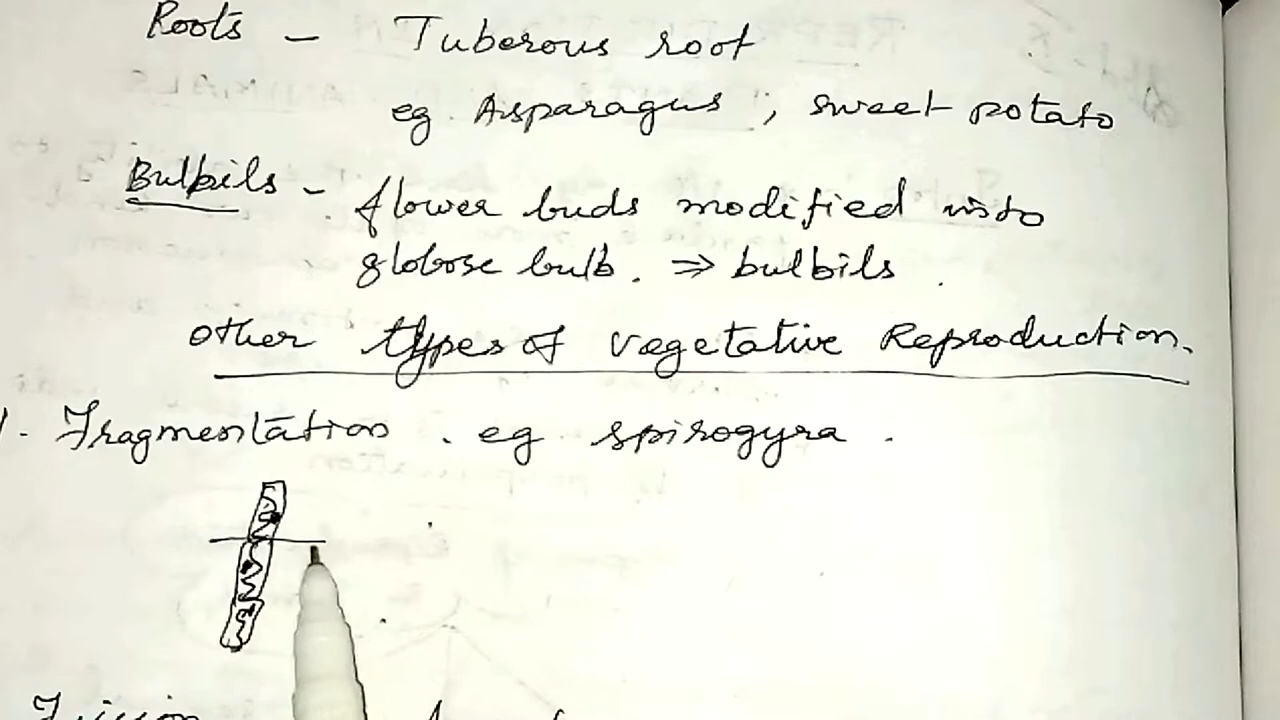 Roots - Tuberous root
eg. Asparagus, sweet potato
Bulbils - flower buds modified into
globose bulb. ⇒ bulbils.
other types of vegetative Reproduction.
1. Fragmentation. eg spirogyra.